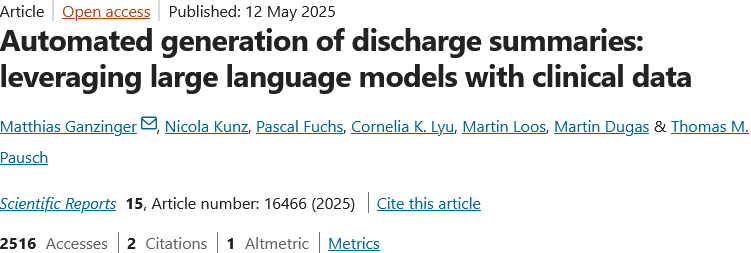 Article | Open access | Published: 12 May 2025
Automated generation of discharge summaries:
leveraging large language models with clinical data
Matthias Ganzinger, Nicola Kunz, Pascal Fuchs, Cornelia K. Lyu, Martin Loos, Martin Dugas & Thomas M.
Pausch
Scientific Reports 15, Article number: 16466 (2025) | Cite this article
2516 Accesses | 2 Citations | 1 Altmetric | Metrics